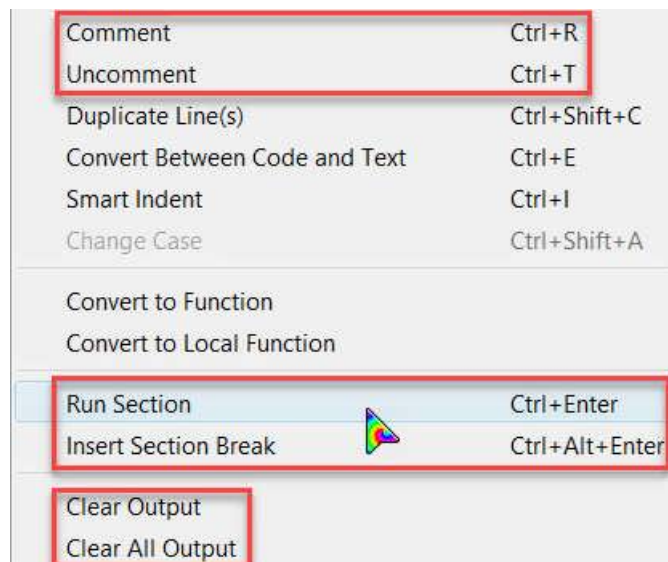 Comment Ctrl+R
Uncomment Ctrl+T
Duplicate Line(s) Ctrl+Shift+C
Convert Between Code and Text Ctrl+E
Smart Indent Ctrl+I
Change Case Ctrl+Shift+A
Convert to Function
Convert to Local Function
Run Section Ctrl+Enter
Insert Section Break Ctrl+Alt+Enter
Clear Output
Clear All Output